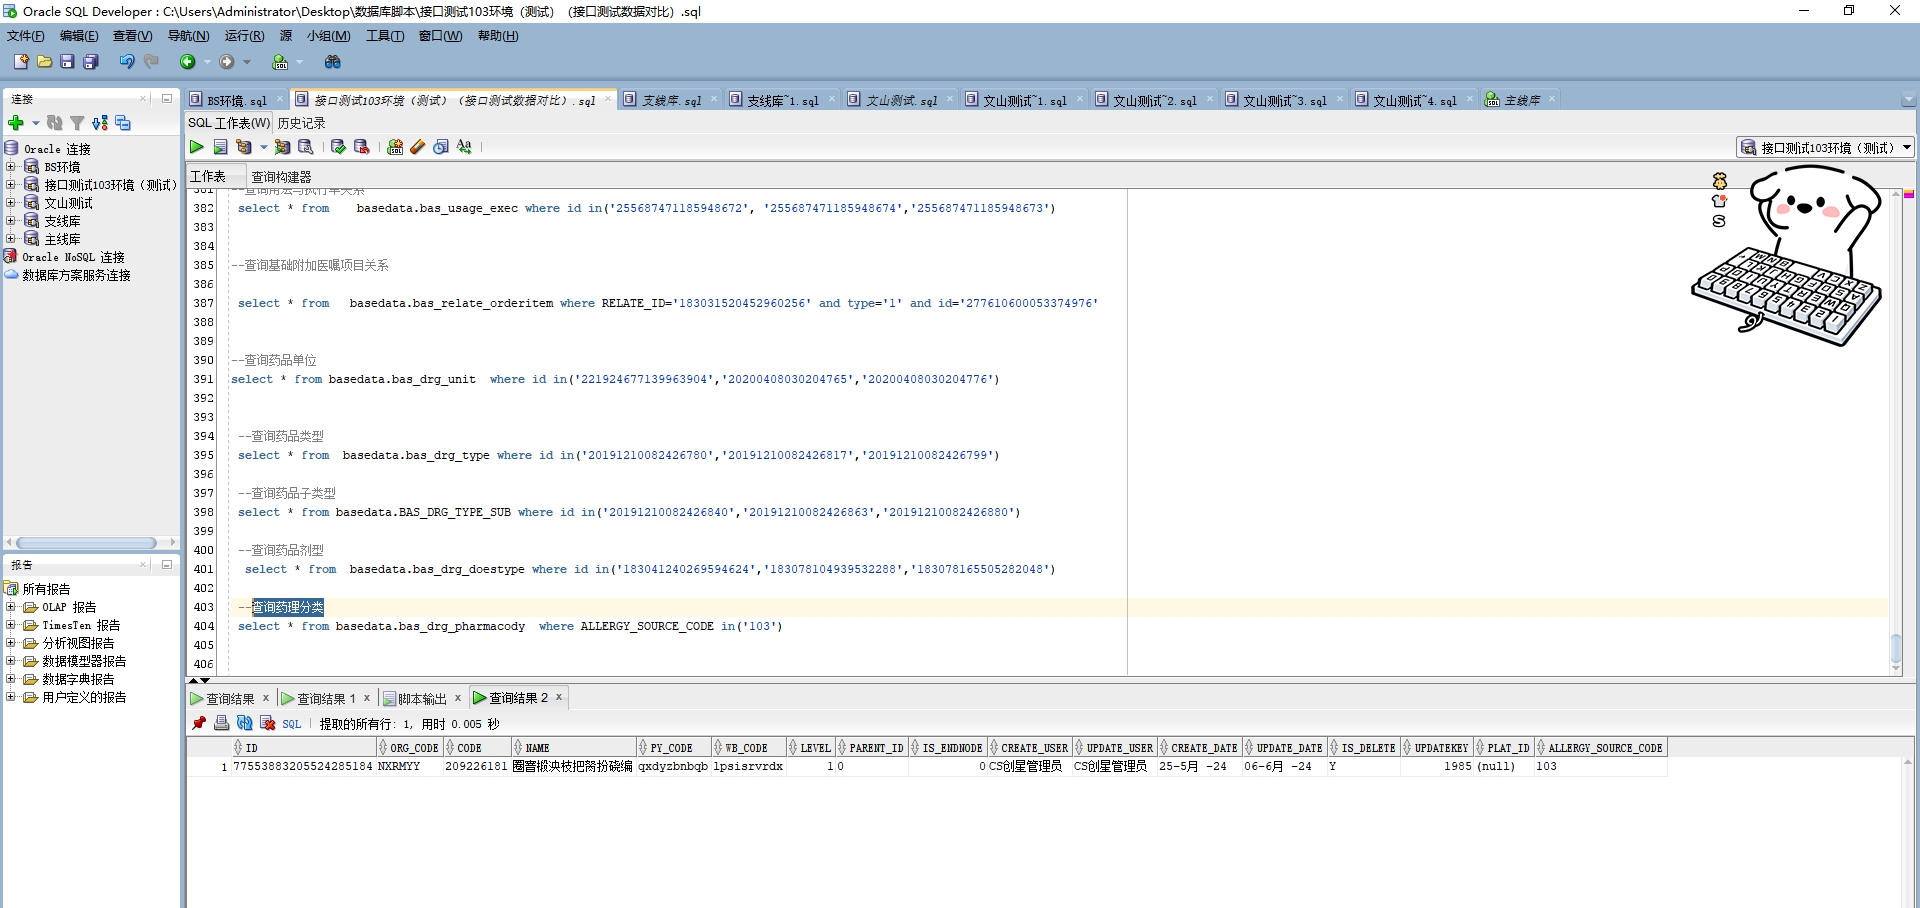 Oracle SQL Developer : C:\Users\Administrator\Desktop\数据库脚本\接口测试103环境（测试）（接口测试数据对比）.sql
文件(F) 编辑(E) 查看(V) 导航(N) 运行(R) 源 小组(M) 工具(T) 窗口(W) 帮助(H)
连接
Oracle 连接
BS环境
接口测试103环境（测试）
文山测试
支线库
主线库
Oracle NoSQL 连接
数据库方案服务连接
报告
所有报告
OLAP 报告
TimesTen 报告
分析视图报告
数据模型器报告
数据字典报告
用户定义的报告
BS环境.sql 接口测试103环境（测试）（接口测试数据对比）.sql 支线库.sql 支线库~1.sql 文山测试.sql 文山测试~1.sql 文山测试~2.sql 文山测试~3.sql 文山测试~4.sql 主线库
SQL 工作表(W) 历史记录
接口测试103环境（测试）
工作表 查询构建器
381 --查询用法与执行单关系
382 select * from basedata.bas_usage_exec where id in('255687471185948672', '255687471185948674','255687471185948673')
383
384
385 --查询基础附加医嘱项目关系
386
387 select * from basedata.bas_relate_orderitem where RELATE_ID='183031520452960256' and type='1' and id='277610600053374976'
388
389
390 --查询药品单位
391 select * from basedata.bas_drg_unit where id in('221924677139963904','20200408030204765','20200408030204776')
392
393
394 --查询药品类型
395 select * from basedata.bas_drg_type where id in('20191210082426780','20191210082426817','20191210082426799')
396
397 --查询药品子类型
398 select * from basedata.BAS_DRG_TYPE_SUB where id in('20191210082426840','20191210082426863','20191210082426880')
399
400 --查询药品剂型
401 select * from basedata.bas_drg_doestype where id in('183041240269594624','183078104939532288','183078165505282048')
402
403 --查询药理分类
404 select * from basedata.bas_drg_pharmacody where ALLERGY_SOURCE_CODE in('103')
405
406
查询结果 查询结果 1 脚本输出 查询结果 2
SQL 提取的所有行: 1, 用时 0.005 秒
ID ORG_CODE CODE NAME PY_CODE WB_CODE LEVEL PARENT_ID IS_ENDNODE CREATE_USER UPDATE_USER CREATE_DATE UPDATE_DATE IS_DELETE UPDATEKEY PLAT_ID ALLERGY_SOURCE_CODE
1 77553883205524285184 NXRMYY 209226181 qxdyzbnbqb lpsisrvrdx 1 0 0 CS创星管理员 CS创星管理员 25-5月 -24 06-6月 -24 Y 1985 (null) 103